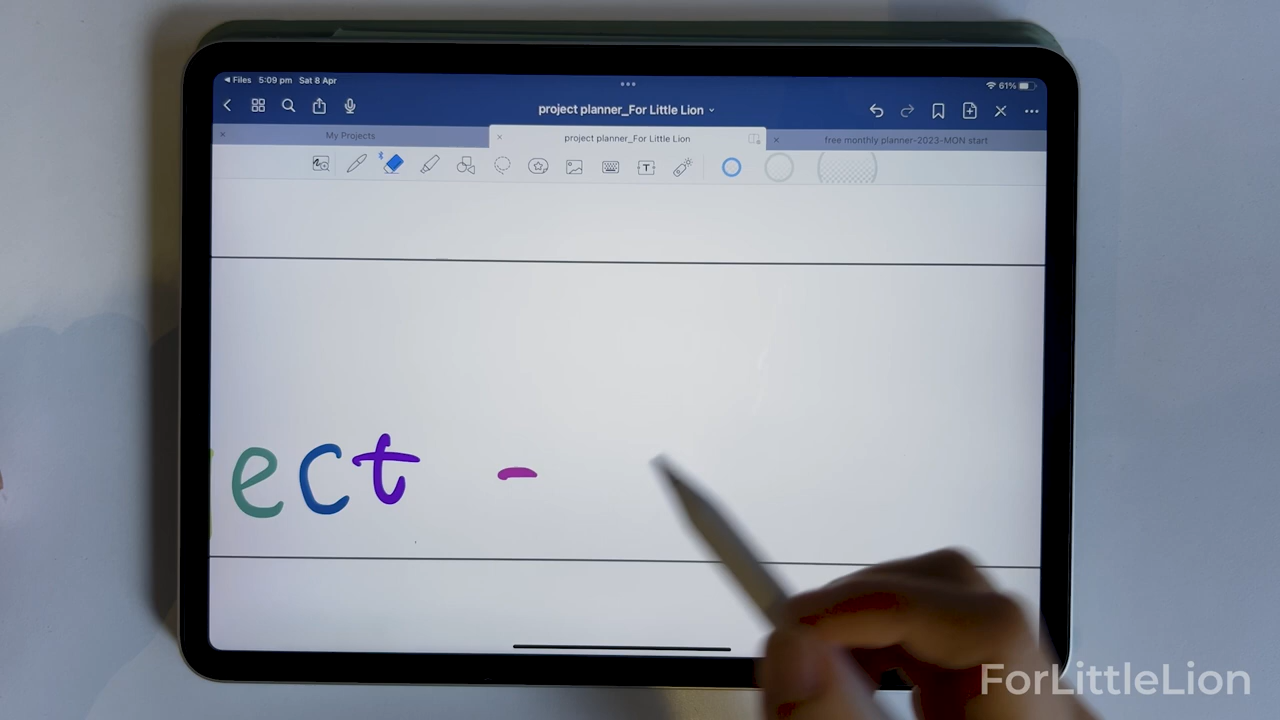 Files 5:09 pm Sat 8 Apr 61%
project planner_For Little Lion
My Projects project planner_For Little Lion free monthly planner-2023-MON start
T
ect -
ForLittleLion